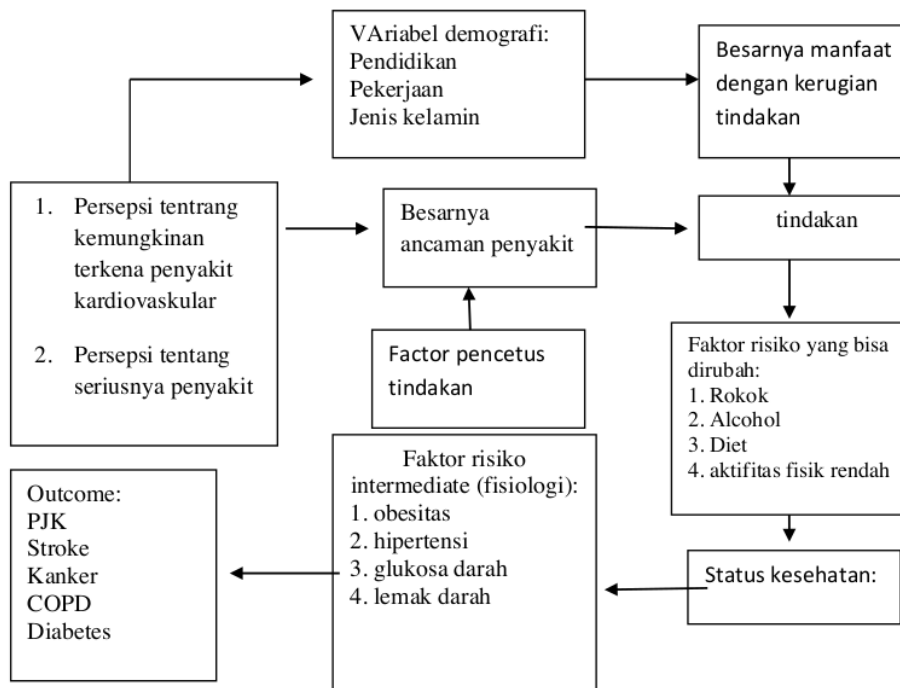 VAriabel demografi:
Pendidikan
Pekerjaan
Jenis kelamin
Besarnya manfaat
dengan kerugian
tindakan
1. Persepsi tentrang
kemungkinan
terkena penyakit
kardiovaskular
2. Persepsi tentang
seriusnya penyakit
Besarnya
ancaman penyakit
tindakan
Factor pencetus
tindakan
Faktor risiko yang bisa
dirubah:
1. Rokok
2. Alcohol
3. Diet
4. aktifitas fisik rendah
Status kesehatan:
Faktor risiko
intermediate (fisiologi):
1. obesitas
2. hipertensi
3. glukosa darah
4. lemak darah
Outcome:
PJK
Stroke
Kanker
COPD
Diabetes